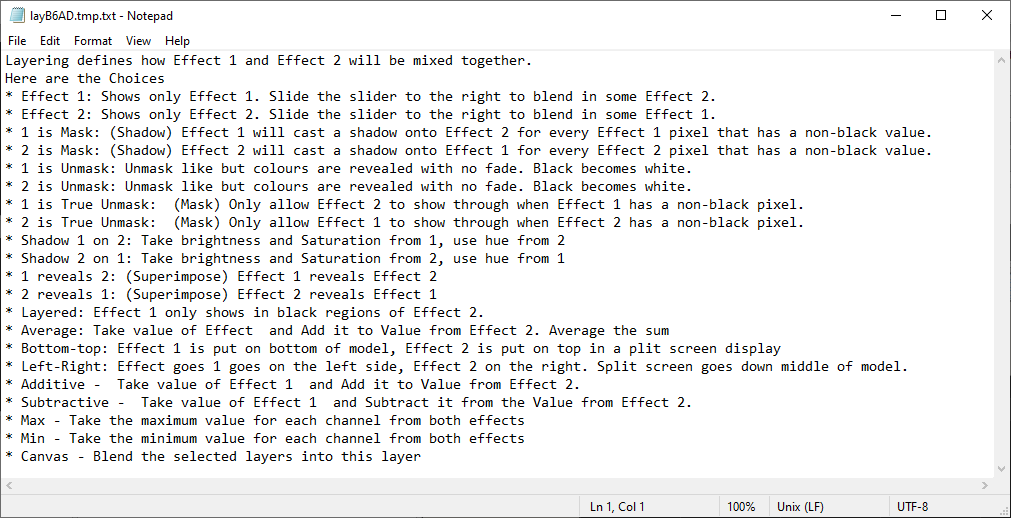 layB6AD.tmp.txt - Notepad
File Edit Format View Help
Layering defines how Effect 1 and Effect 2 will be mixed together.
Here are the Choices
* Effect 1: Shows only Effect 1. Slide the slider to the right to blend in some Effect 2.
* Effect 2: Shows only Effect 2. Slide the slider to the right to blend in some Effect 1.
* 1 is Mask: (Shadow) Effect 1 will cast a shadow onto Effect 2 for every Effect 1 pixel that has a non-black value.
* 2 is Mask: (Shadow) Effect 2 will cast a shadow onto Effect 1 for every Effect 2 pixel that has a non-black value.
* 1 is Unmask: Unmask like but colours are revealed with no fade. Black becomes white.
* 2 is Unmask: Unmask like but colours are revealed with no fade. Black becomes white.
* 1 is True Unmask:  (Mask) Only allow Effect 2 to show through when Effect 1 has a non-black pixel.
* 2 is True Unmask:  (Mask) Only allow Effect 1 to show through when Effect 2 has a non-black pixel.
* Shadow 1 on 2: Take brightness and Saturation from 1, use hue from 2
* Shadow 2 on 1: Take brightness and Saturation from 2, use hue from 1
* 1 reveals 2: (Superimpose) Effect 1 reveals Effect 2
* 2 reveals 1: (Superimpose) Effect 2 reveals Effect 1
* Layered: Effect 1 only shows in black regions of Effect 2.
* Average: Take value of Effect  and Add it to Value from Effect 2. Average the sum
* Bottom-top: Effect 1 is put on bottom of model, Effect 2 is put on top in a plit screen display
* Left-Right: Effect goes 1 goes on the left side, Effect 2 on the right. Split screen goes down middle of model.
* Additive -  Take value of Effect 1  and Add it to Value from Effect 2.
* Subtractive -  Take value of Effect 1  and Subtract it from the Value from Effect 2.
* Max - Take the maximum value for each channel from both effects
* Min - Take the minimum value for each channel from both effects
* Canvas - Blend the selected layers into this layer
Ln 1, Col 1 100% Unix (LF) UTF-8